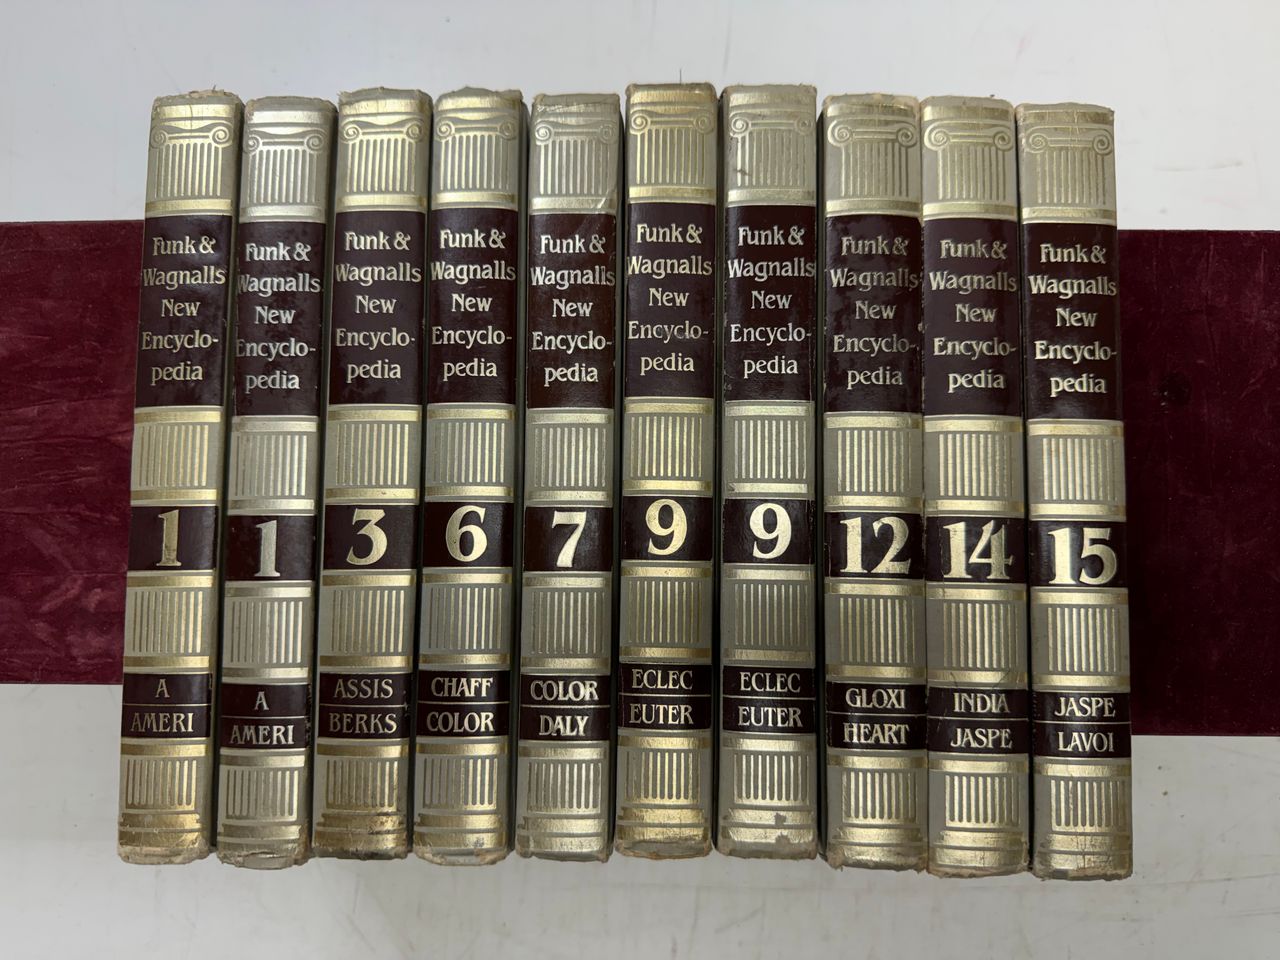 Funk &
Wagnalls
New
Encyclo-
pedia
1
A
AMERI
Funk &
Wagnalls
New
Encyclo-
pedia
1
A
AMERI
Funk &
Wagnalls
New
Encyclo-
pedia
3
ASSIS
BERKS
Funk &
Wagnalls
New
Encyclo-
pedia
6
CHAFF
COLOR
Funk &
Wagnalls
New
Encyclo-
pedia
7
COLOR
DALY
Funk &
Wagnalls
New
Encyclo-
pedia
9
ECLEC
EUTER
Funk &
Wagnalls
New
Encyclo-
pedia
9
ECLEC
EUTER
Funk &
Wagnalls
New
Encyclo-
pedia
12
GLOXI
HEART
Funk &
Wagnalls
New
Encyclo-
pedia
14
INDIA
JASPE
Funk &
Wagnalls
New
Encyclo-
pedia
15
JASPE
LAVOI